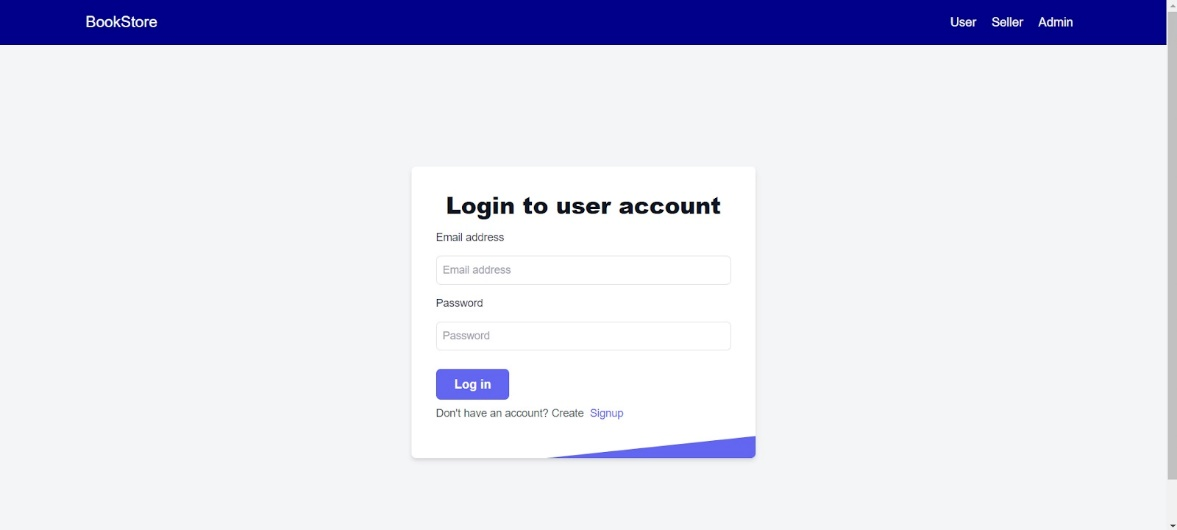 BookStore
User Seller Admin
Login to user account
Email address
Email address
Password
Password
Log in
Don't have an account? Create Signup